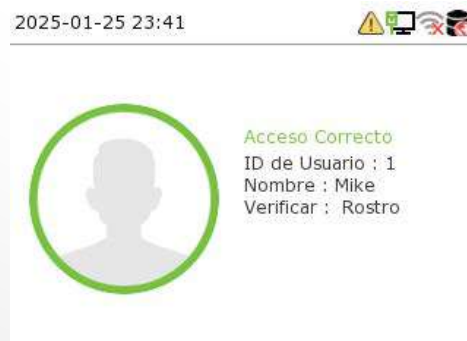 2025-01-25 23:41
Acceso Correcto
ID de Usuario : 1
Nombre : Mike
Verificar : Rostro